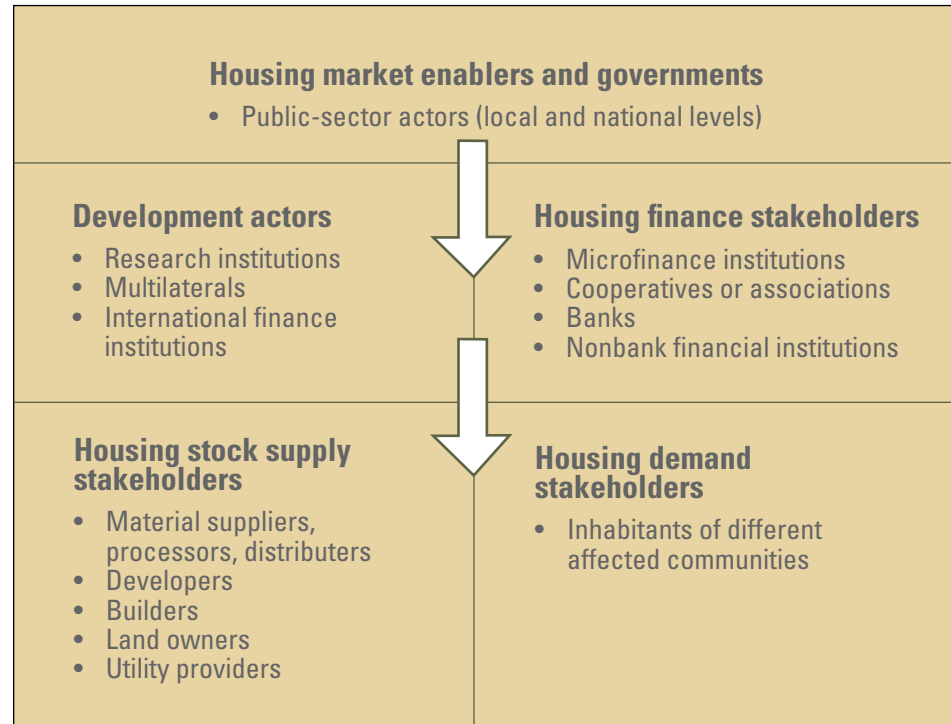 Housing market enablers and governments
• Public-sector actors (local and national levels)
Development actors
• Research institutions
• Multilaterals
• International finance
institutions
Housing finance stakeholders
• Microfinance institutions
• Cooperatives or associations
• Banks
• Nonbank financial institutions
Housing stock supply
stakeholders
• Material suppliers,
processors, distributers
• Developers
• Builders
• Land owners
• Utility providers
Housing demand
stakeholders
• Inhabitants of different
affected communities